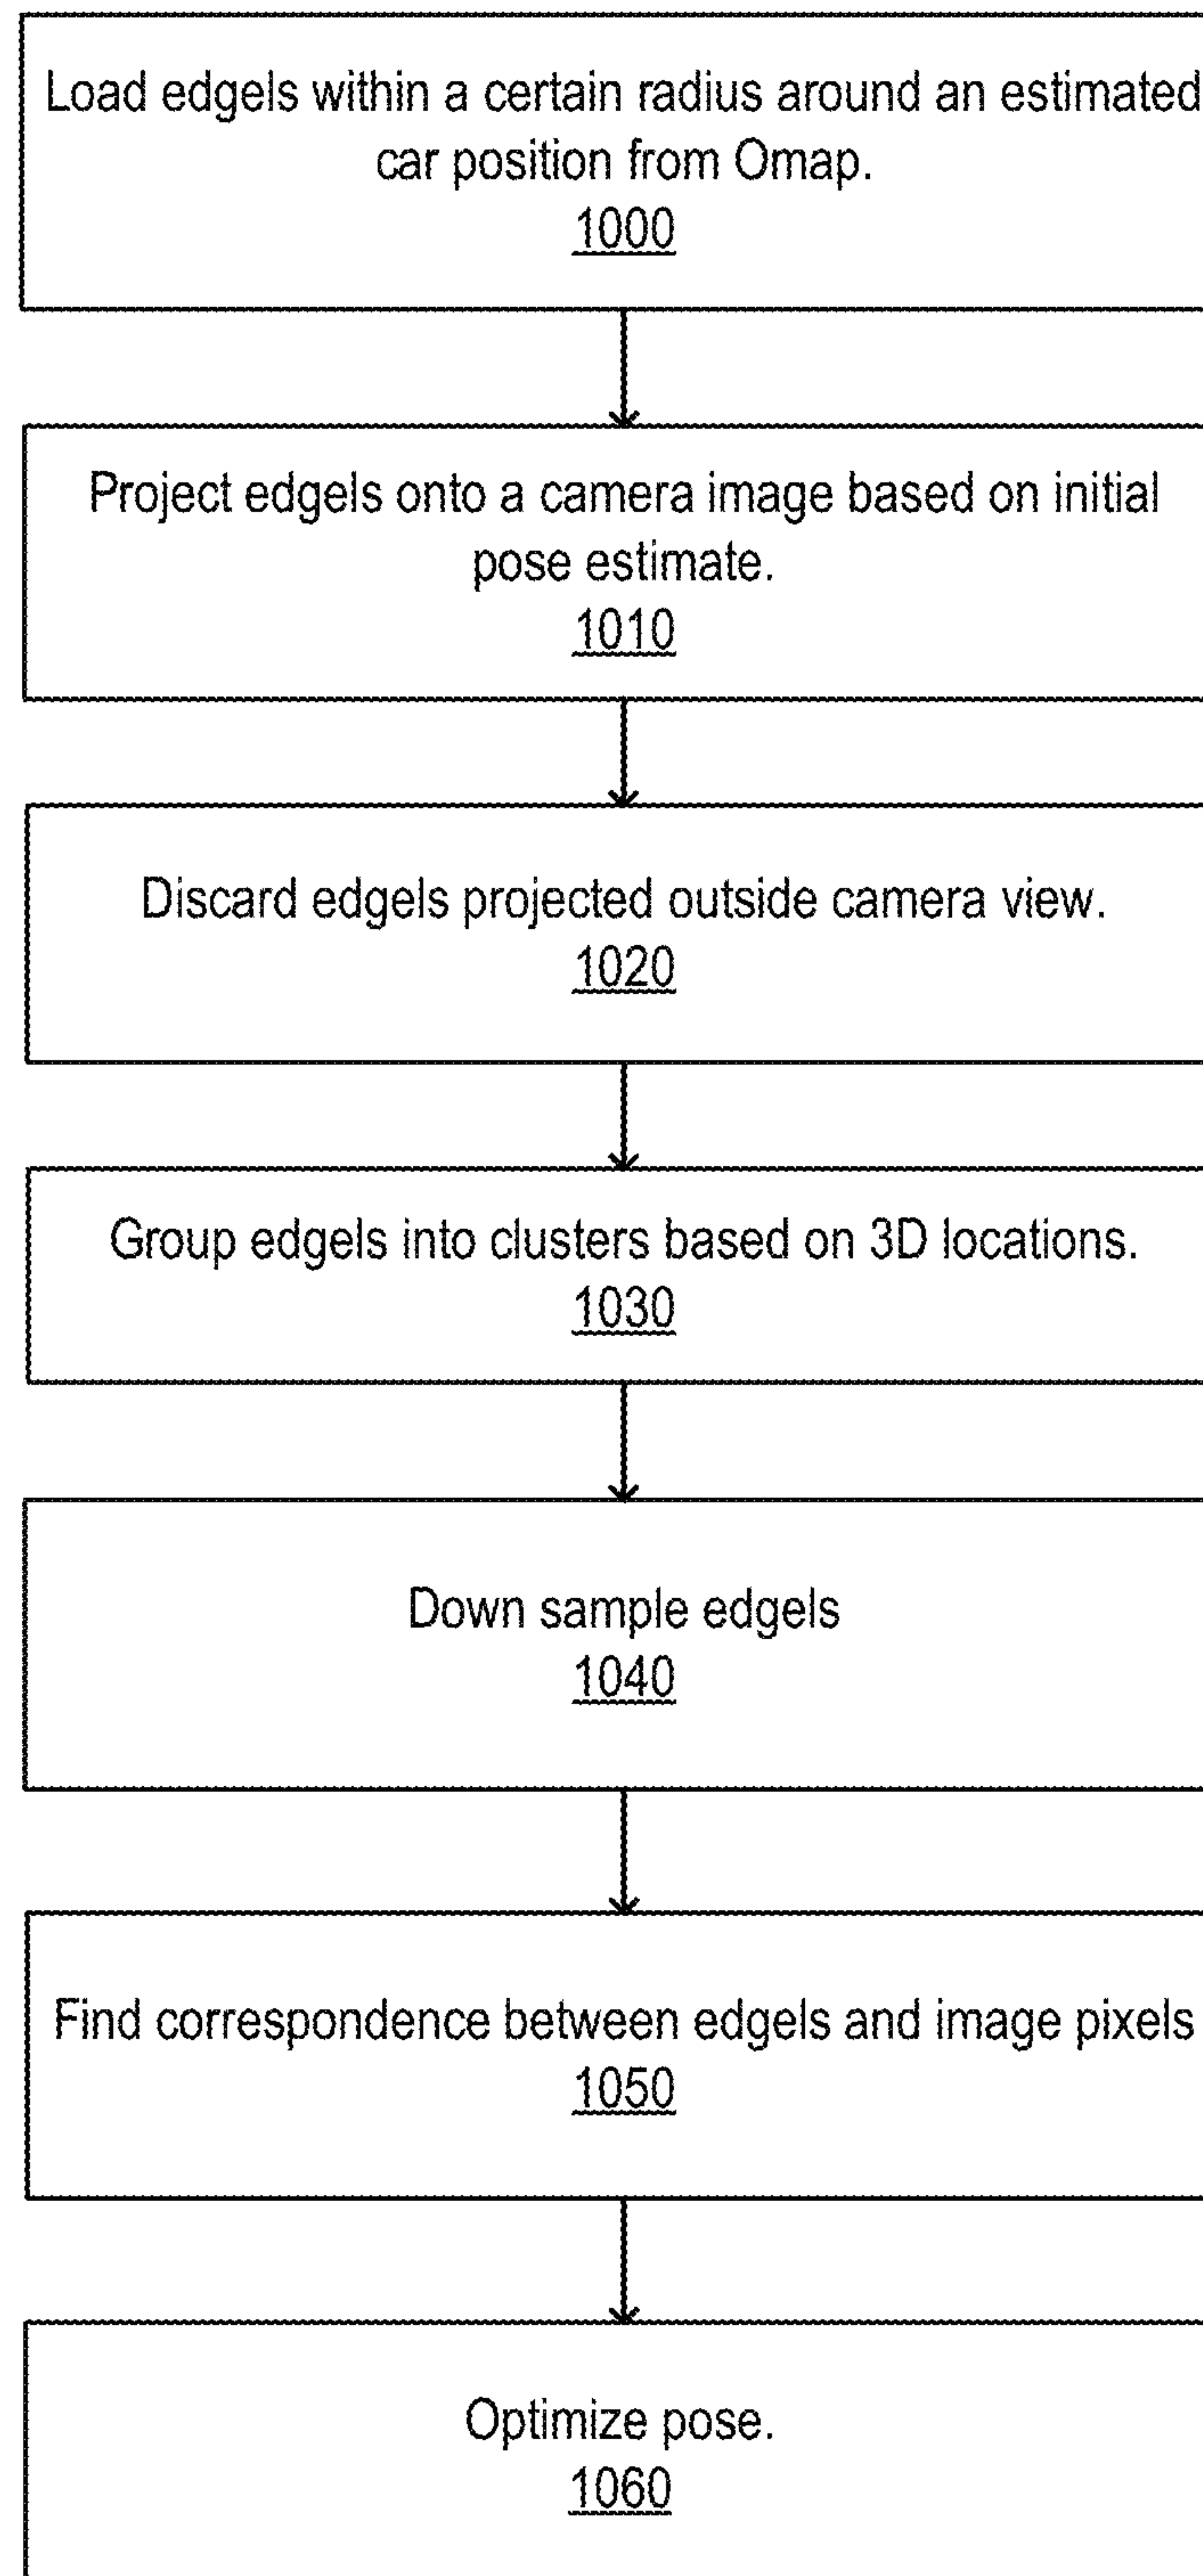 Load edgels within a certain radius around an estimated
car position from Omap.
1000
Project edgels onto a camera image based on initial
pose estimate.
1010
Discard edgels projected outside camera view.
1020
Group edgels into clusters based on 3D locations.
1030
Down sample edgels
1040
Find correspondence between edgels and image pixels
1050
Optimize pose.
1060